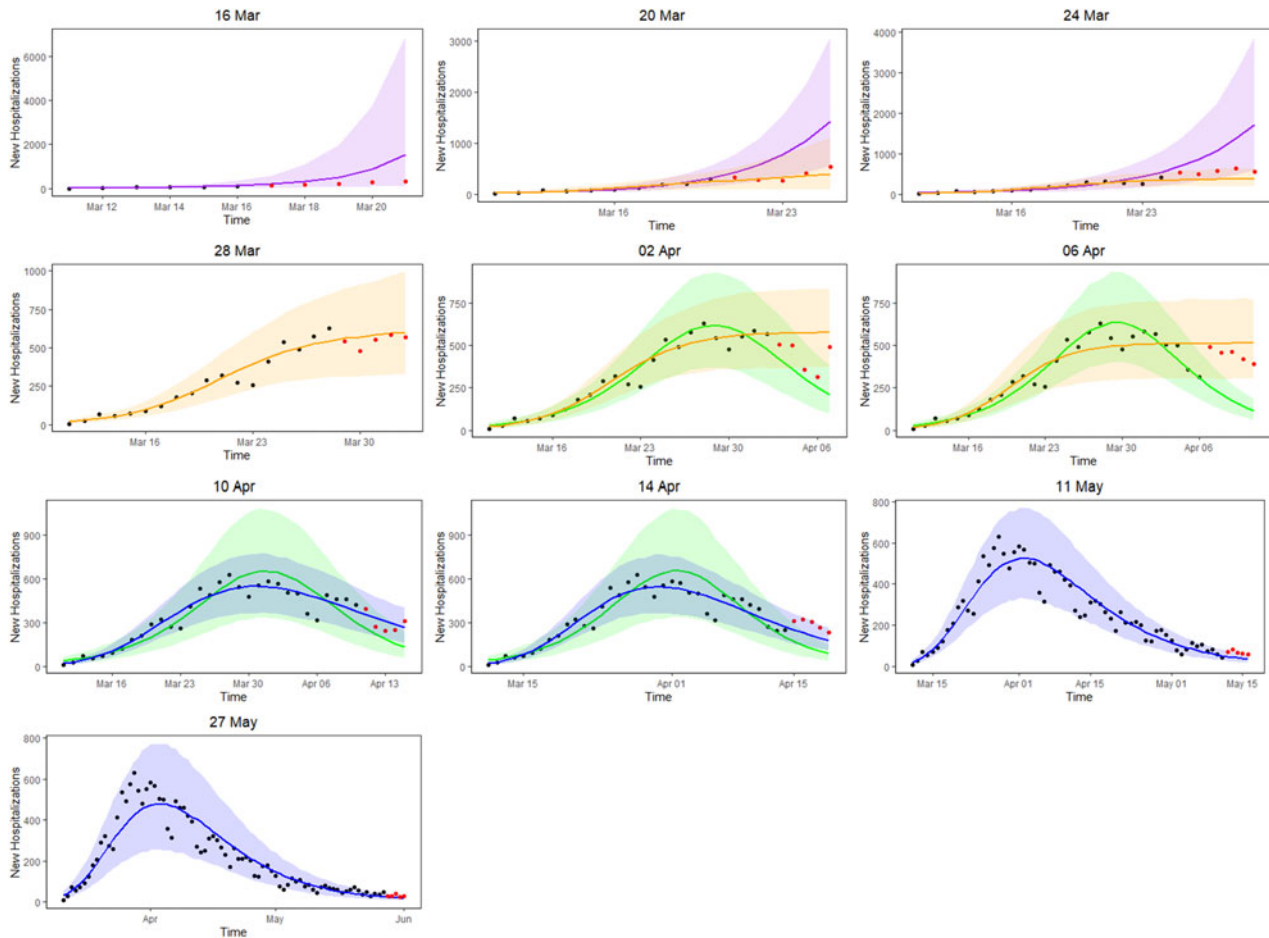 16 Mar
New Hospitalizations
6000
4000
2000
0
Mar 12 Mar 14 Mar 16 Mar 18 Mar 20
Time
20 Mar
New Hospitalizations
3000
2000
1000
0
Mar 16 Mar 23
Time
24 Mar
New Hospitalizations
4000
3000
2000
1000
0
Mar 16 Mar 23
Time
28 Mar
New Hospitalizations
1000
750
500
250
0
Mar 16 Mar 23 Mar 30
Time
02 Apr
New Hospitalizations
750
500
250
0
Mar 16 Mar 23 Mar 30 Apr 06
Time
06 Apr
New Hospitalizations
750
500
250
0
Mar 16 Mar 23 Mar 30 Apr 06
Time
10 Apr
New Hospitalizations
900
600
300
0
Mar 16 Mar 23 Mar 30 Apr 06 Apr 13
Time
14 Apr
New Hospitalizations
900
600
300
0
Mar 15 Apr 01 Apr 15
Time
11 May
New Hospitalizations
800
600
400
200
0
Mar 15 Apr 01 Apr 15 May 01 May 15
Time
27 May
New Hospitalizations
800
600
400
200
0
Apr May Jun
Time